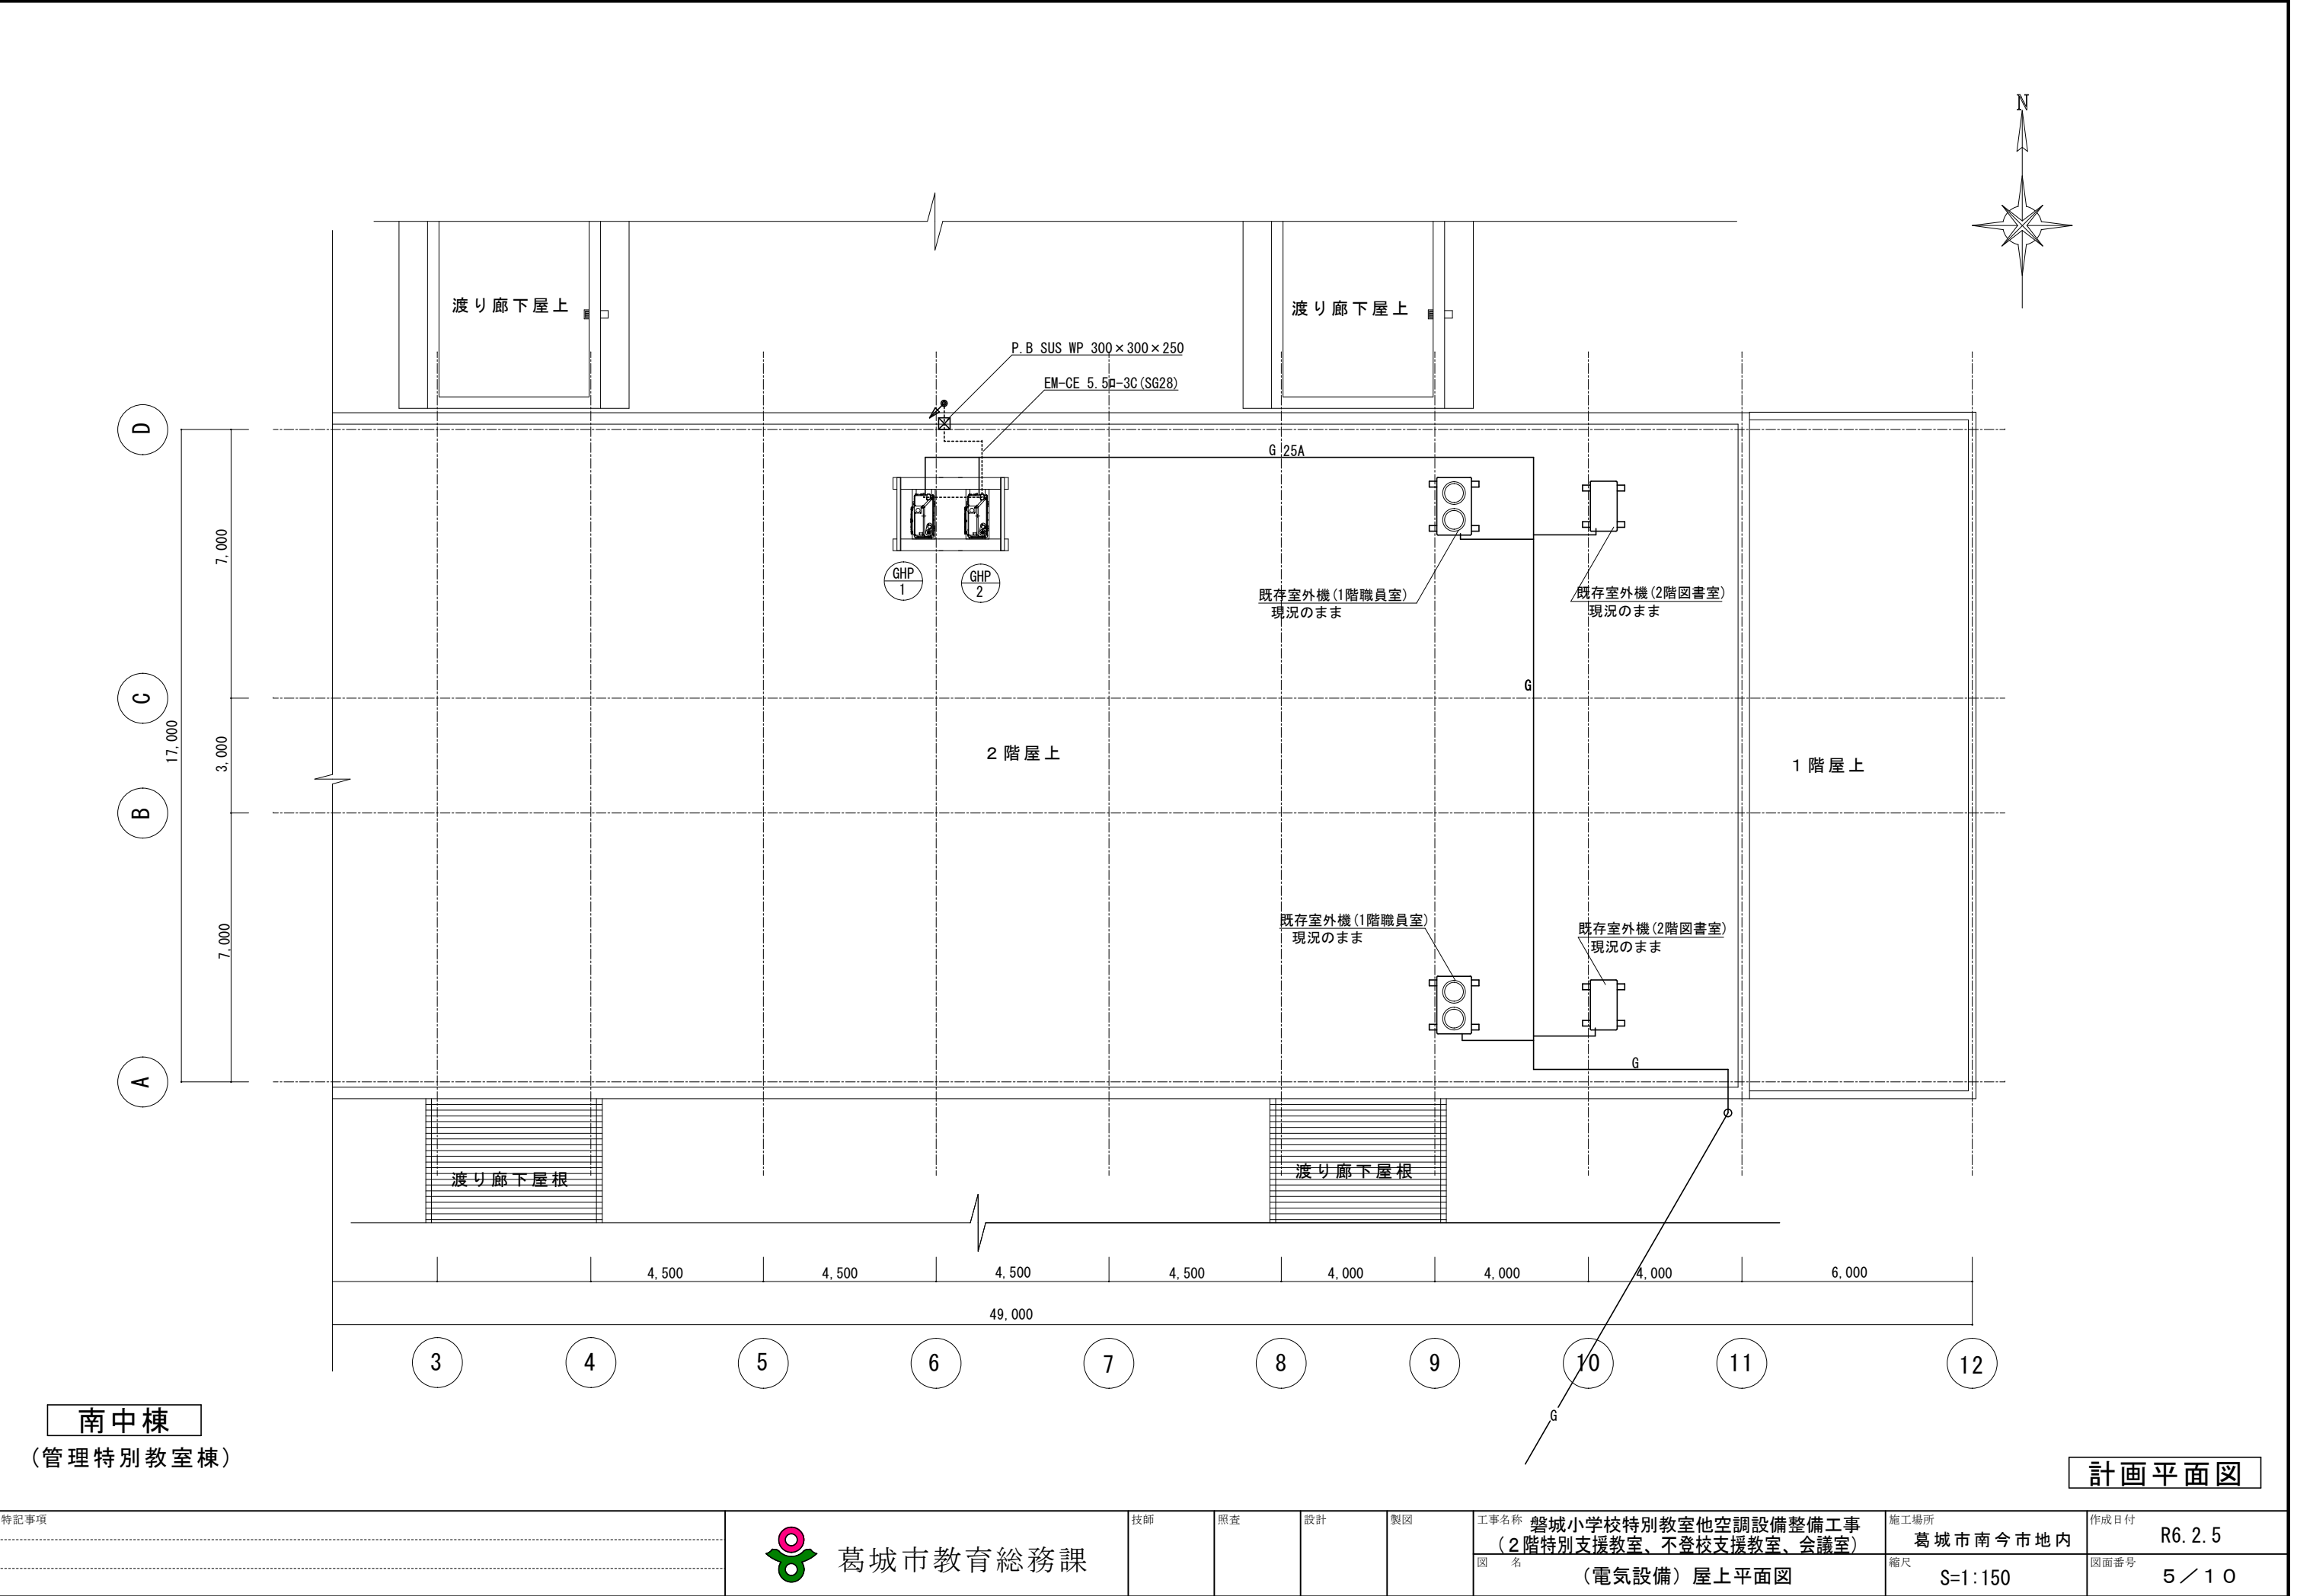 N
渡り廊下屋上
渡り廊下屋上
P.B SUS WP 300×300×250
EM-CE 5.5□-3C(SG28)
D
G 25A
7,000
GHP
1
GHP
2
既存室外機(1階職員室)
現況のまま
既存室外機(2階図書室)
現況のまま
C
G
17,000
3,000
2階屋上
1階屋上
B
7,000
既存室外機(1階職員室)
現況のまま
既存室外機(2階図書室)
現況のまま
A
G
渡り廊下屋根
渡り廊下屋根
4,500
4,500
4,500
4,500
4,000
4,000
4,000
6,000
49,000
3
4
5
6
7
8
9
10
11
12
G
南中棟
(管理特別教室棟)
計画平面図
特記事項
葛城市教育総務課
技師
照査
設計
製図
工事名称
磐城小学校特別教室他空調設備整備工事
(2階特別支援教室、不登校支援教室、会議室)
施工場所
葛城市南今市地内
作成日付
R6.2.5
図 名
(電気設備)屋上平面図
縮尺
S=1:150
図面番号
5/10